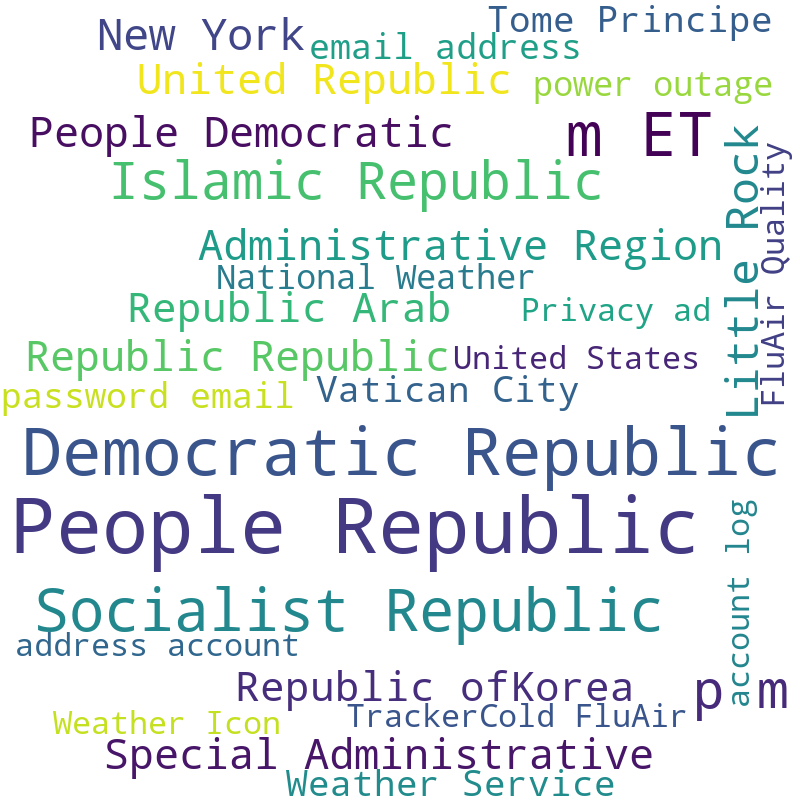 Tome Principe
New York
email address
United Republic
power outage
People Democratic
m ET
Islamic Republic
Little Rock
FluAir Quality
Administrative Region
National Weather
Republic Arab
Privacy ad
Republic Republic
United States
password email
Vatican City
Democratic Republic
People Republic
account log
Socialist Republic
address account
Republic ofKorea
p m
Weather Icon
TrackerCold FluAir
Special Administrative
Weather Service